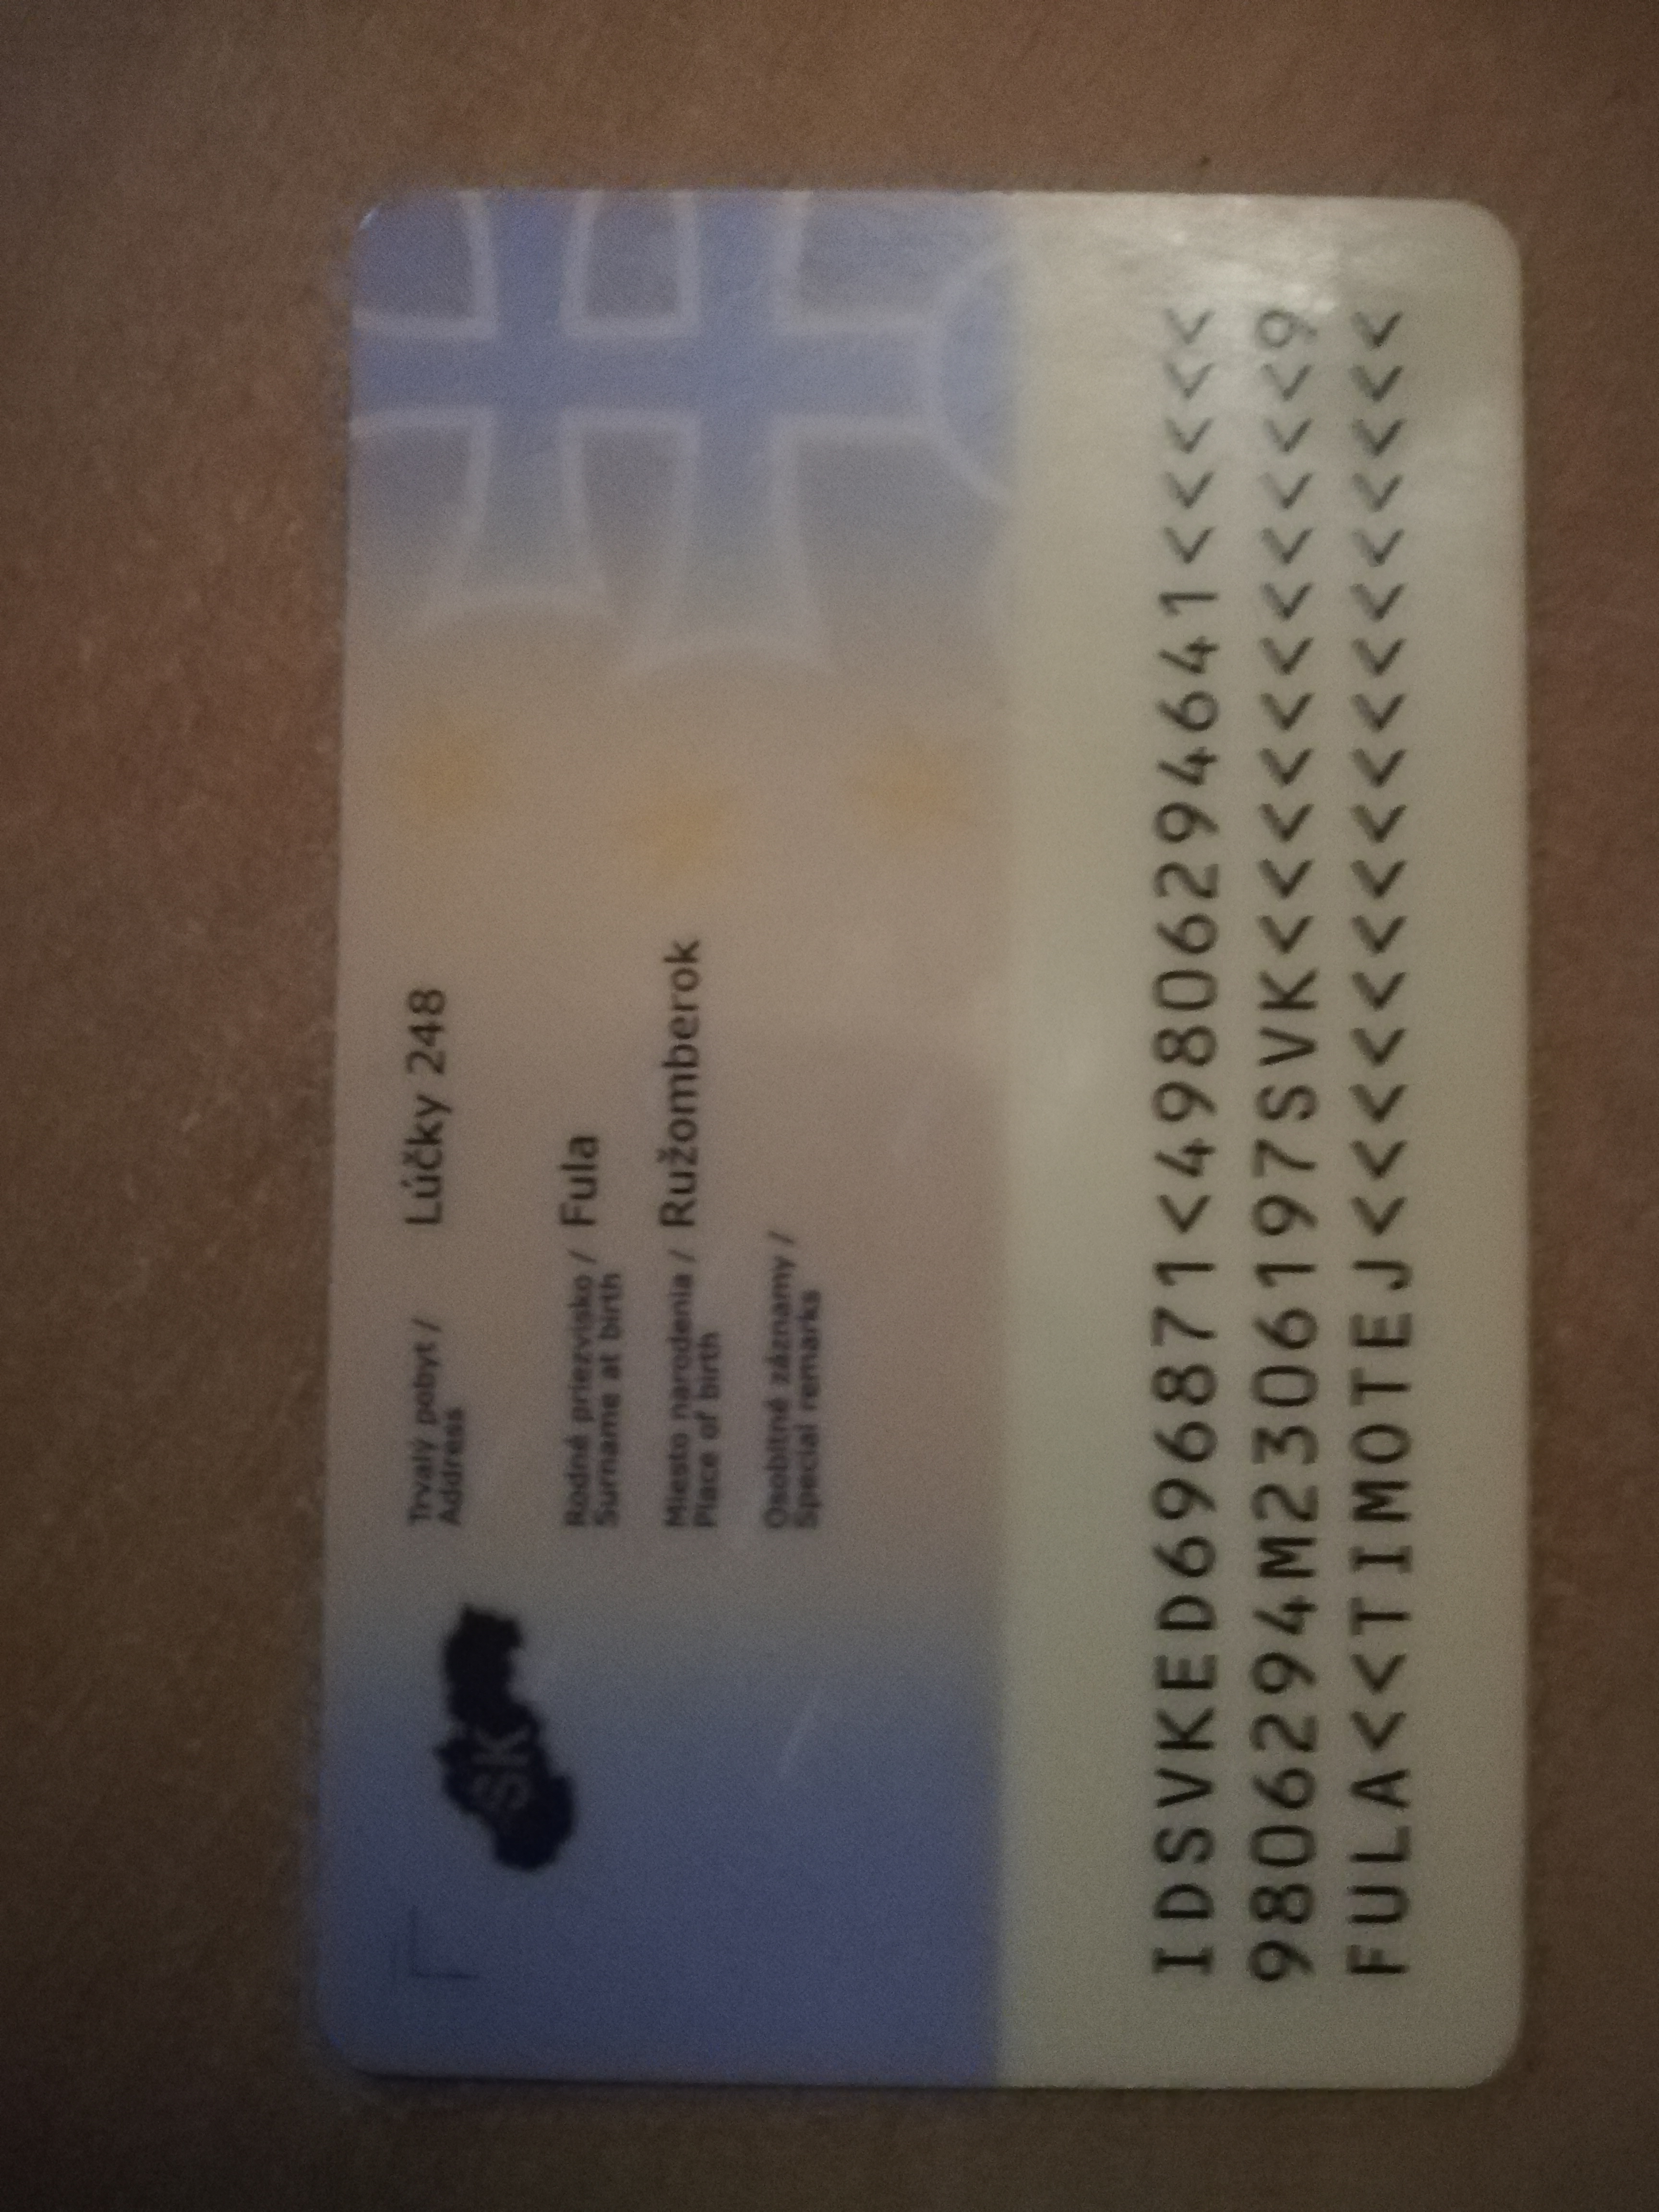 SK
Trvalý pobyt / Lúčky 248
Address
Rodné priezvisko / Fula
Surname at birth
Miesto narodenia / Ružomberok
Place of birth
Osobitné záznamy /
Special remarks
IDSVKED696871<49806294641<<<<<
9806294M2306197SVK<<<<<<<<<<<<9
FULA<<TIMOTEJ<<<<<<<<<<<<<<<<<